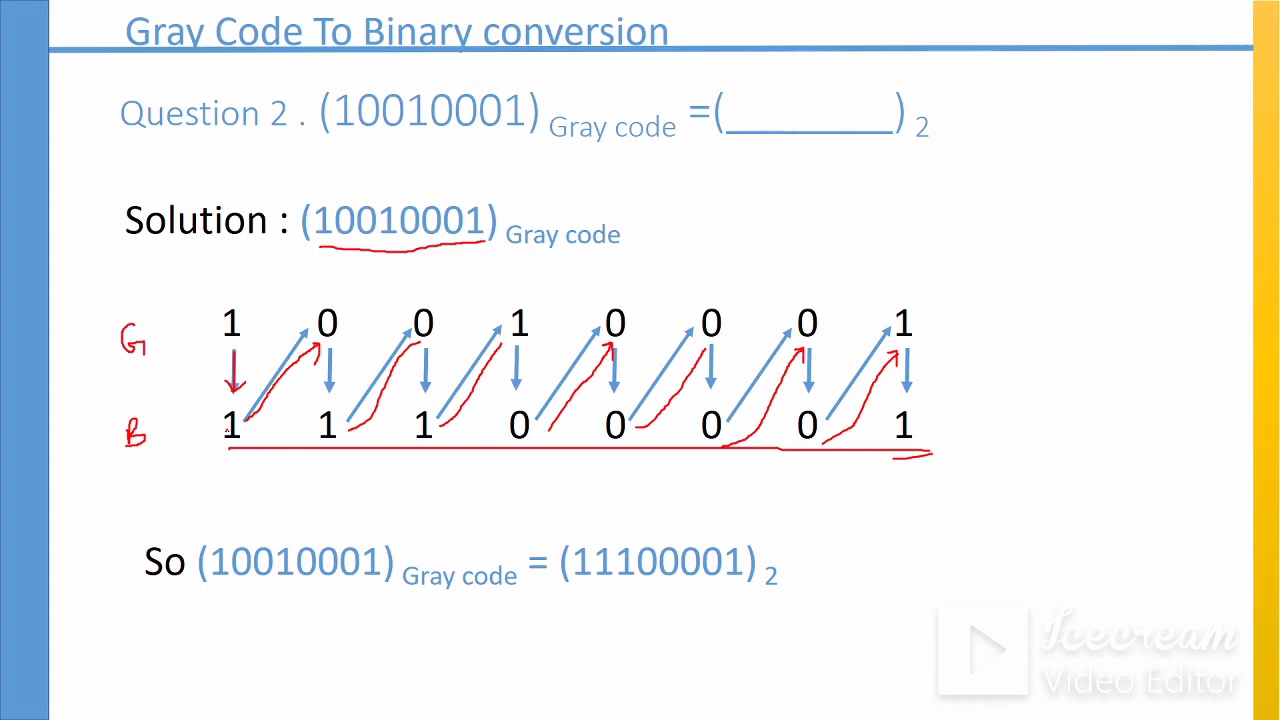 Gray Code To Binary conversion
Question 2 . (10010001) Gray code =(________) 2
Solution : (10010001) Gray code
G 1 0 0 1 0 0 0 1
B 1 1 1 0 0 0 0 1
So (10010001) Gray code = (11100001) 2
Icecream
Video Editor